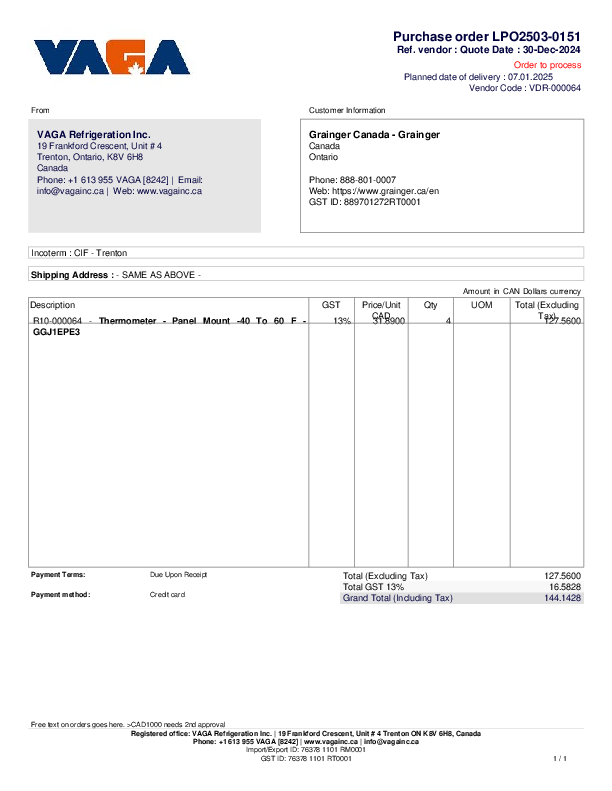 VAGA
Purchase order LPO2503-0151
Ref. vendor : Quote Date : 30-Dec-2024
Order to process
Planned date of delivery : 07.01.2025
Vendor Code : VDR-000064
From
Customer Information
VAGA Refrigeration Inc.
19 Frankford Crescent, Unit # 4
Trenton, Ontario, K8V 6H8
Canada
Phone: +1 613 955 VAGA [8242] | Email:
info@vagainc.ca | Web: www.vagainc.ca
Grainger Canada - Grainger
Canada
Ontario
Phone: 888-801-0007
Web: https://www.grainger.ca/en
GST ID: 889701272RT0001
Incoterm : CIF - Trenton
Shipping Address : - SAME AS ABOVE -
Amount in CAN Dollars currency
Description GST Price/Unit CAD Qty UOM Total (Excluding Tax)
R10-000064 - Thermometer - Panel Mount -40 To 60 F - 13% 31.8900 4 127.5600
GGJ1EPE3
Payment Terms: Due Upon Receipt
Payment method: Credit card
Total (Excluding Tax) 127.5600
Total GST 13% 16.5828
Grand Total (Including Tax) 144.1428
Free text on orders goes here. >CAD1000 needs 2nd approval
Registered office: VAGA Refrigeration Inc. | 19 Frankford Crescent, Unit # 4 Trenton ON K8V 6H8, Canada
Phone: +1 613 955 VAGA [8242] | www.vagainc.ca | info@vagainc.ca
Import/Export ID: 76378 1101 RM0001
GST ID: 76378 1101 RT0001
1 / 1